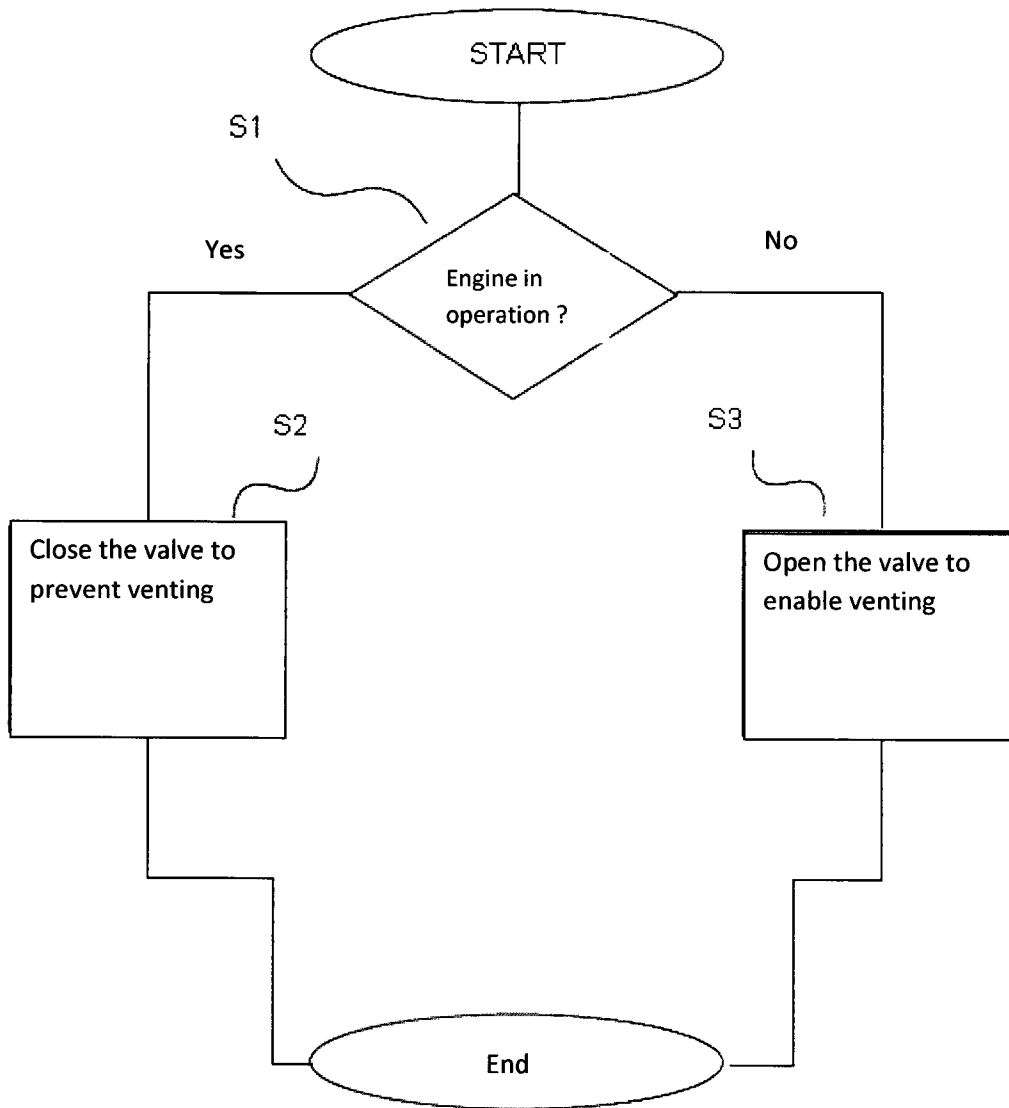 START
S1
Yes
No
Engine in
operation ?
S2
S3
Close the valve to
prevent venting
Open the valve to
enable venting
End